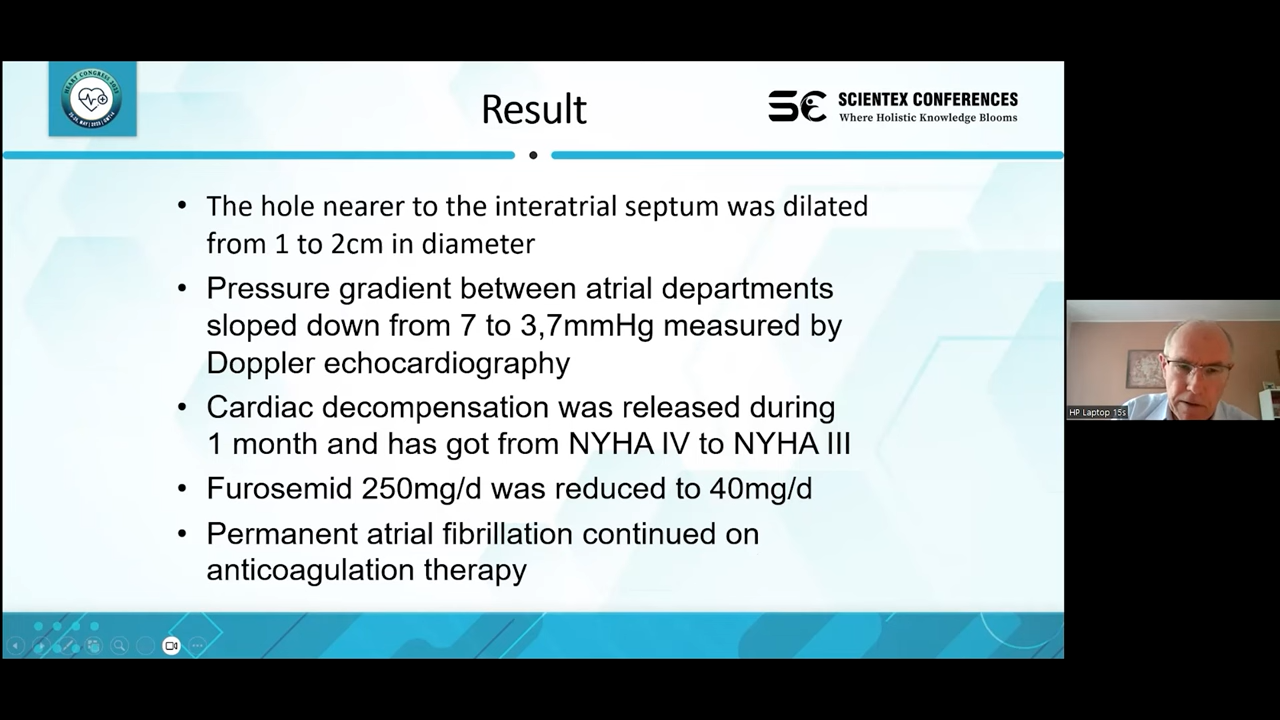 Result
SCIENTEX CONFERENCES
Where Holistic Knowledge Blooms
• The hole nearer to the interatrial septum was dilated
from 1 to 2cm in diameter
• Pressure gradient between atrial departments
sloped down from 7 to 3,7mmHg measured by
Doppler echocardiography
• Cardiac decompensation was released during
1 month and has got from NYHA IV to NYHA III
• Furosemid 250mg/d was reduced to 40mg/d
• Permanent atrial fibrillation continued on
anticoagulation therapy
HP Laptop 15s